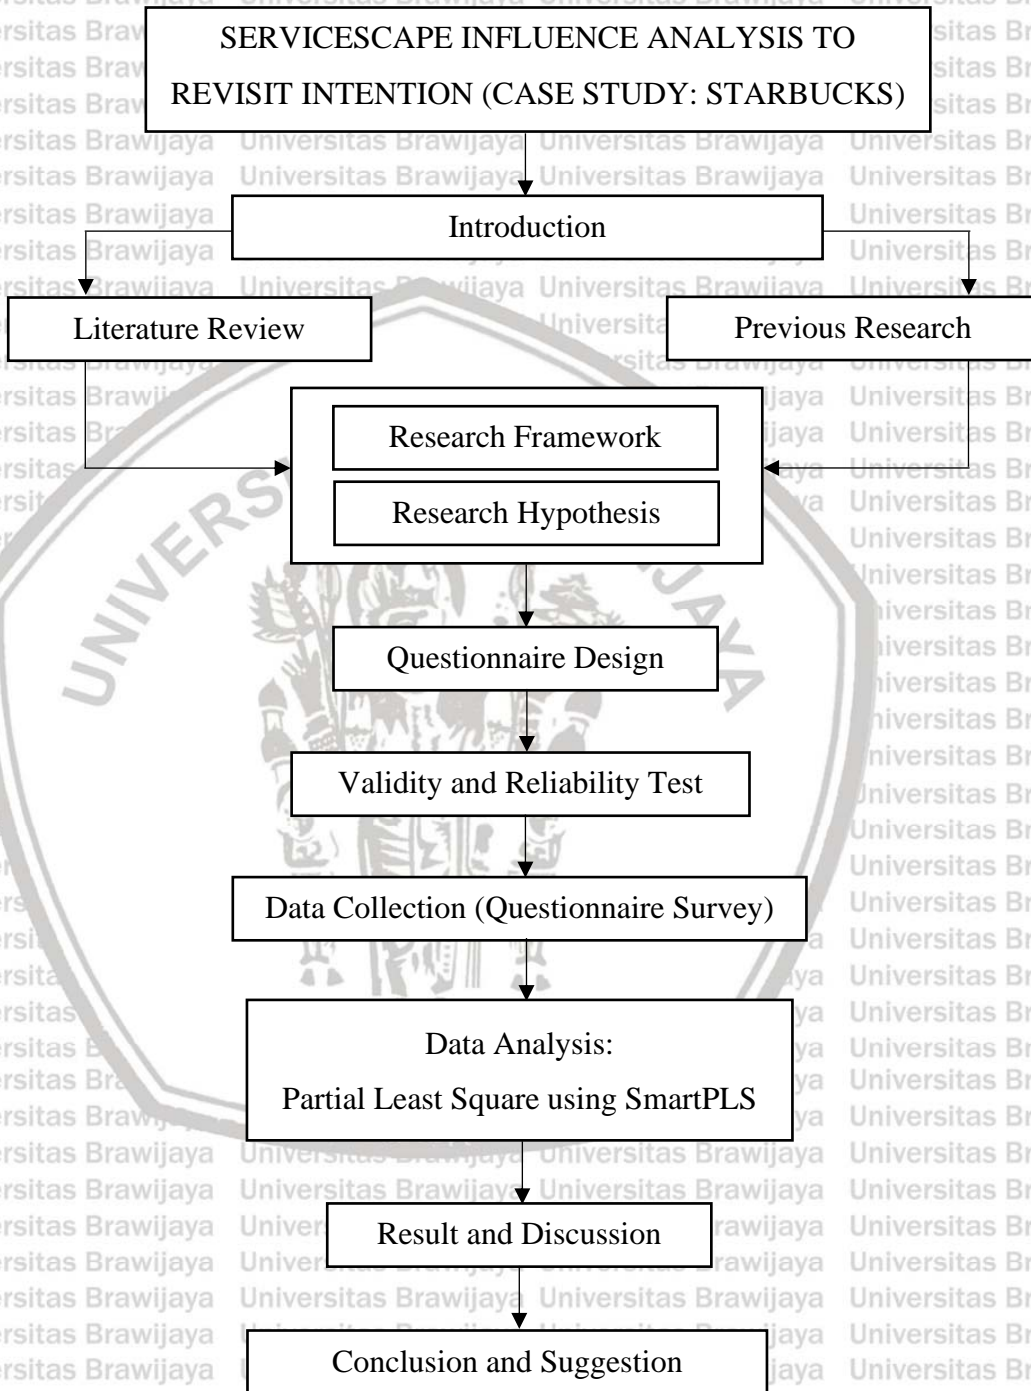 SERVICESCAPE INFLUENCE ANALYSIS TO
REVISIT INTENTION (CASE STUDY: STARBUCKS)
Introduction
Literature Review
Previous Research
Research Framework
Research Hypothesis
Questionnaire Design
Validity and Reliability Test
Data Collection (Questionnaire Survey)
Data Analysis:
Partial Least Square using SmartPLS
Result and Discussion
Conclusion and Suggestion